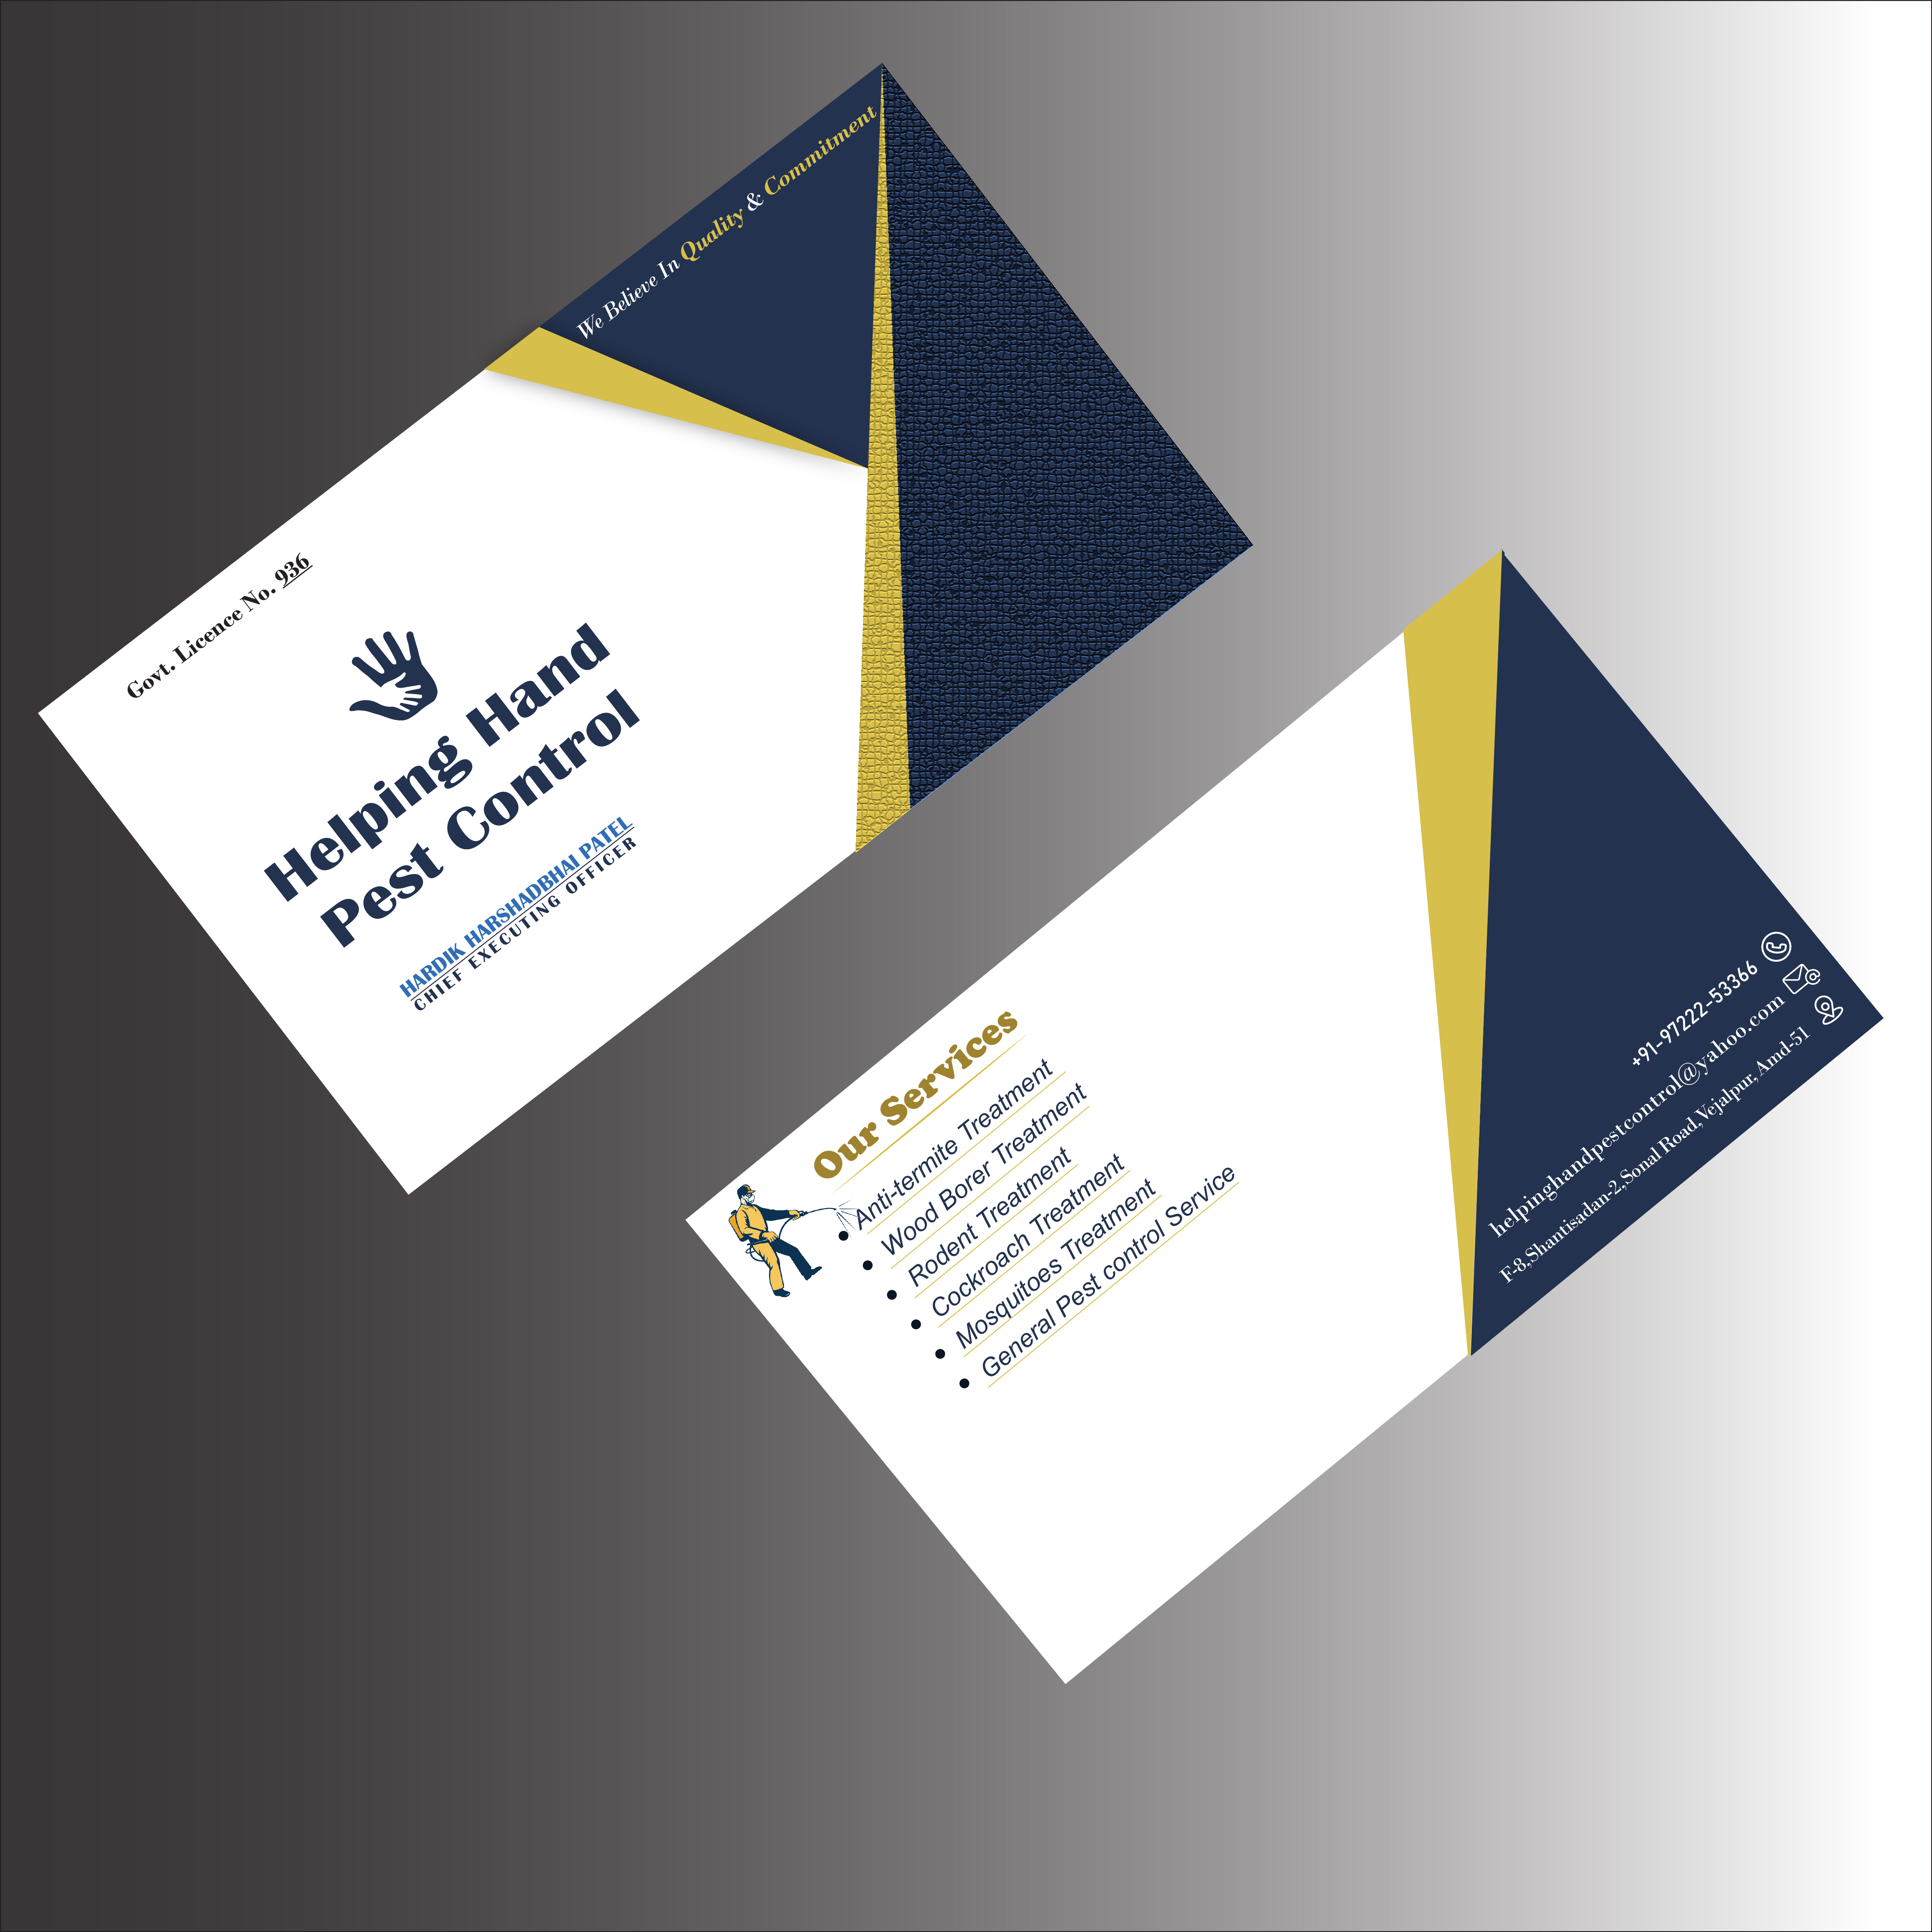 We Believe In Quality & Commitment
Govt. Licence No. 936
Helping Hand
Pest Control
HARDIK HARSHADBHAI PATEL
CHIEF EXECUTING OFFICER
Our Services
• Anti-termite Treatment
• Wood Borer Treatment
• Rodent Treatment
• Cockroach Treatment
• Mosquitoes Treatment
• General Pest control Service
+91-97222-53366
helpinghandpestcontrol@yahoo.com
F-8,Shantisadan-2,Sonal Road,Vejalpur, Amd-51